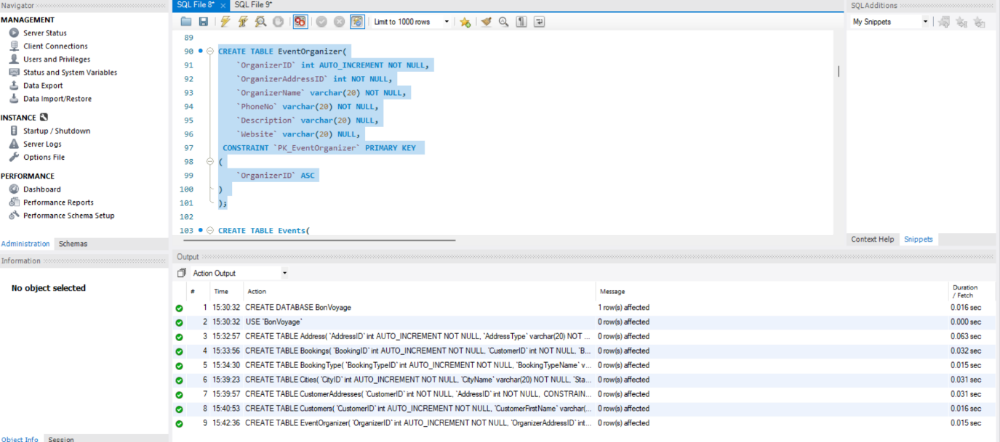 Navigator
MANAGEMENT
Server Status
Client Connections
Users and Privileges
Status and System Variables
Data Export
Data Import/Restore
INSTANCE
Startup / Shutdown
Server Logs
Options File
PERFORMANCE
Dashboard
Performance Reports
Performance Schema Setup
Administration Schemas
Information
No object selected
Object Info Session
SQL File 8* × SQL File 9*
Limit to 1000 rows
89
90 CREATE TABLE EventOrganizer(
91 `OrganizerID` int AUTO_INCREMENT NOT NULL,
92 `OrganizerAddressID` int NOT NULL,
93 `OrganizerName` varchar(20) NOT NULL,
94 `PhoneNo` varchar(20) NOT NULL,
95 `Description` varchar(20) NULL,
96 `Website` varchar(20) NULL,
97 CONSTRAINT `PK_EventOrganizer` PRIMARY KEY
98 (
99 `OrganizerID` ASC
100 )
101 );
102
103 CREATE TABLE Events(
SQLAdditions
My Snippets
Context Help Snippets
Output
Action Output
# Time Action Message Duration / Fetch
1 15:30:32 CREATE DATABASE BonVoyage 1 row(s) affected 0.016 sec
2 15:30:32 USE `BonVoyage` 0 row(s) affected 0.000 sec
3 15:32:57 CREATE TABLE Address( `AddressID` int AUTO_INCREMENT NOT NULL, `AddressType` varchar(20) NOT ... 0 row(s) affected 0.063 sec
4 15:33:56 CREATE TABLE Bookings( `BookingID` int AUTO_INCREMENT NOT NULL, `CustomerID` int NOT NULL, `B... 0 row(s) affected 0.032 sec
5 15:34:30 CREATE TABLE BookingType( `BookingTypeID` int AUTO_INCREMENT NOT NULL, `BookingTypeName` v... 0 row(s) affected 0.015 sec
6 15:39:23 CREATE TABLE Cities( `CityID` int AUTO_INCREMENT NOT NULL, `CityName` varchar(20) NOT NULL, `Sta... 0 row(s) affected 0.031 sec
7 15:39:57 CREATE TABLE CustomerAddresses( `CustomerID` int NOT NULL, `AddressID` int NOT NULL, CONSTRAIN... 0 row(s) affected 0.031 sec
8 15:40:53 CREATE TABLE Customers( `CustomerID` int AUTO_INCREMENT NOT NULL, `CustomerFirstName` varchar(... 0 row(s) affected 0.016 sec
9 15:42:36 CREATE TABLE EventOrganizer( `OrganizerID` int AUTO_INCREMENT NOT NULL, `OrganizerAddressID` int... 0 row(s) affected 0.015 sec